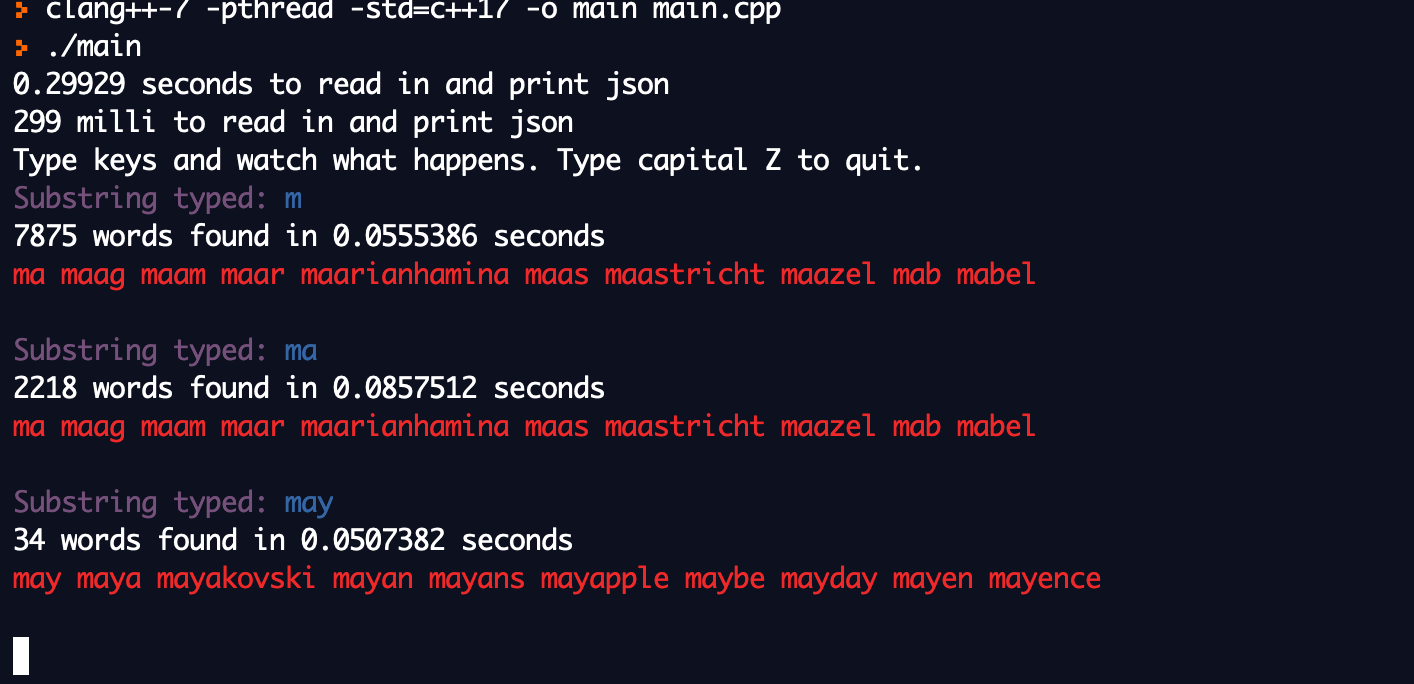 clang++-7 -pthread -std=c++17 -o main main.cpp
./main
0.29929 seconds to read in and print json
299 milli to read in and print json
Type keys and watch what happens. Type capital Z to quit.
Substring typed: m
7875 words found in 0.0555386 seconds
ma maag maam maar maarianhamina maas maastricht maazel mab mabel
Substring typed: ma
2218 words found in 0.0857512 seconds
ma maag maam maar maarianhamina maas maastricht maazel mab mabel
Substring typed: may
34 words found in 0.0507382 seconds
may maya mayakovski mayan mayans mayapple maybe mayday mayen mayence